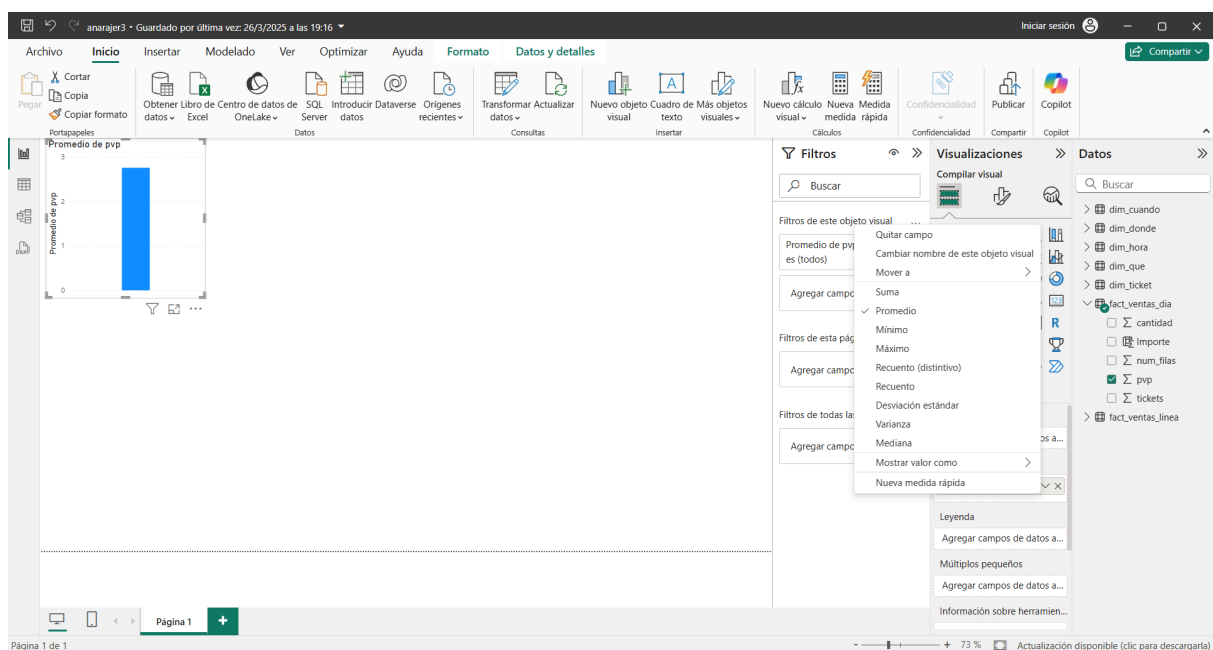 anarajer3 • Guardado por última vez: 26/3/2025 a las 19:16
Iniciar sesión
Archivo Inicio Insertar Modelado Ver Optimizar Ayuda Formato Datos y detalles
Compartir
Pegar
Cortar
Copia
Copiar formato
Portapapeles
Obtener datos
Libro de Excel
Centro de datos de OneLake
SQL Server
Introducir datos
Dataverse
Orígenes recientes
Datos
Transformar datos
Actualizar
Consultas
Nuevo objeto visual
Cuadro de texto
Más objetos visuales
Insertar
Nuevo cálculo visual
Nueva medida
Medida rápida
Cálculos
Confidencialidad
Confidencialidad
Publicar
Compartir
Copilot
Copilot
Promedio de pvp
3
2
1
0
Promedio de pvp
Filtros
Buscar
Filtros de este objeto visual
Promedio de pvp
es (todos)
Agregar campo
Filtros de esta pág
Agregar campo
Filtros de todas las
Agregar campo
Quitar campo
Cambiar nombre de este objeto visual
Mover a
Suma
Promedio
Mínimo
Máximo
Recuento (distintivo)
Recuento
Desviación estándar
Varianza
Mediana
Mostrar valor como
Nueva medida rápida
Visualizaciones
Compilar visual
123
R
os a...
Leyenda
Agregar campos de datos a...
Múltiplos pequeños
Agregar campos de datos a...
Información sobre herramien...
Datos
Buscar
dim_cuando
dim_donde
dim_hora
dim_que
dim_ticket
fact_ventas_dia
cantidad
Importe
num_filas
pvp
tickets
fact_ventas_linea
Página 1
Página 1 de 1
73 %
Actualización disponible (clic para descargarla)